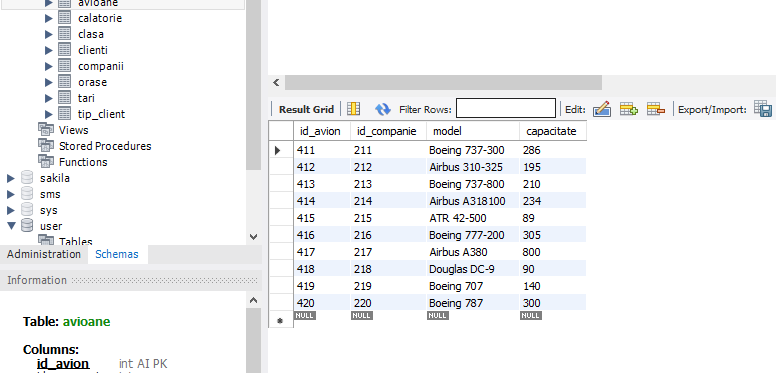 avioane
calatorie
clasa
clienti
companii
orase
tari
tip_client
Views
Stored Procedures
Functions
sakila
sms
sys
user
Tables
Administration Schemas
Information
Table: avioane
Columns:
id_avion int AI PK
Result Grid Filter Rows: Edit: Export/Import:
id_avion id_companie model capacitate
411 211 Boeing 737-300 286
412 212 Airbus 310-325 195
413 213 Boeing 737-800 210
414 214 Airbus A318100 234
415 215 ATR 42-500 89
416 216 Boeing 777-200 305
417 217 Airbus A380 800
418 218 Douglas DC-9 90
419 219 Boeing 707 140
420 220 Boeing 787 300
NULL NULL NULL NULL